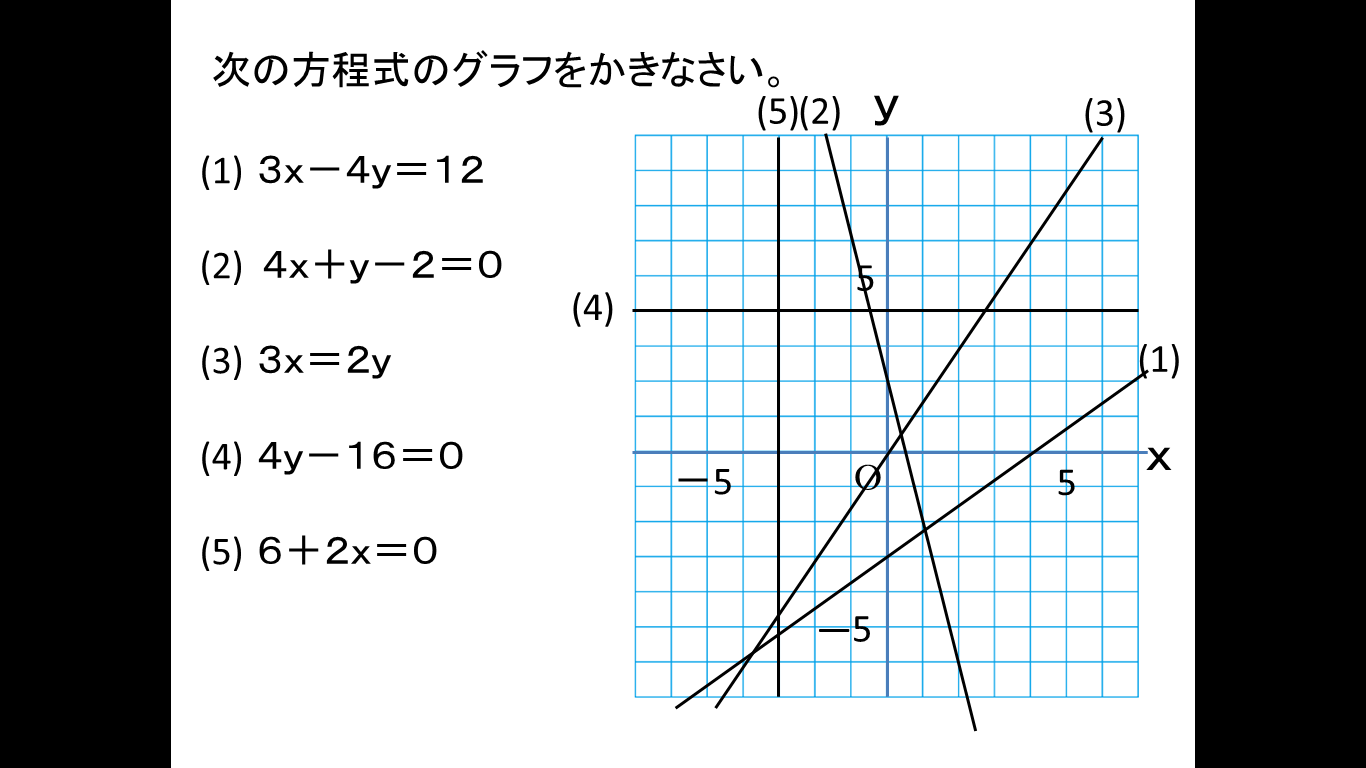 次の方程式のグラフをかきなさい。
(1) 3x－4y＝12
(2) 4x＋y－2＝0
(3) 3x＝2y
(4) 4y－16＝0
(5) 6＋2x＝0
(5)(2) y (3)
5
(4)
(1)
x
－5 O 5
－5